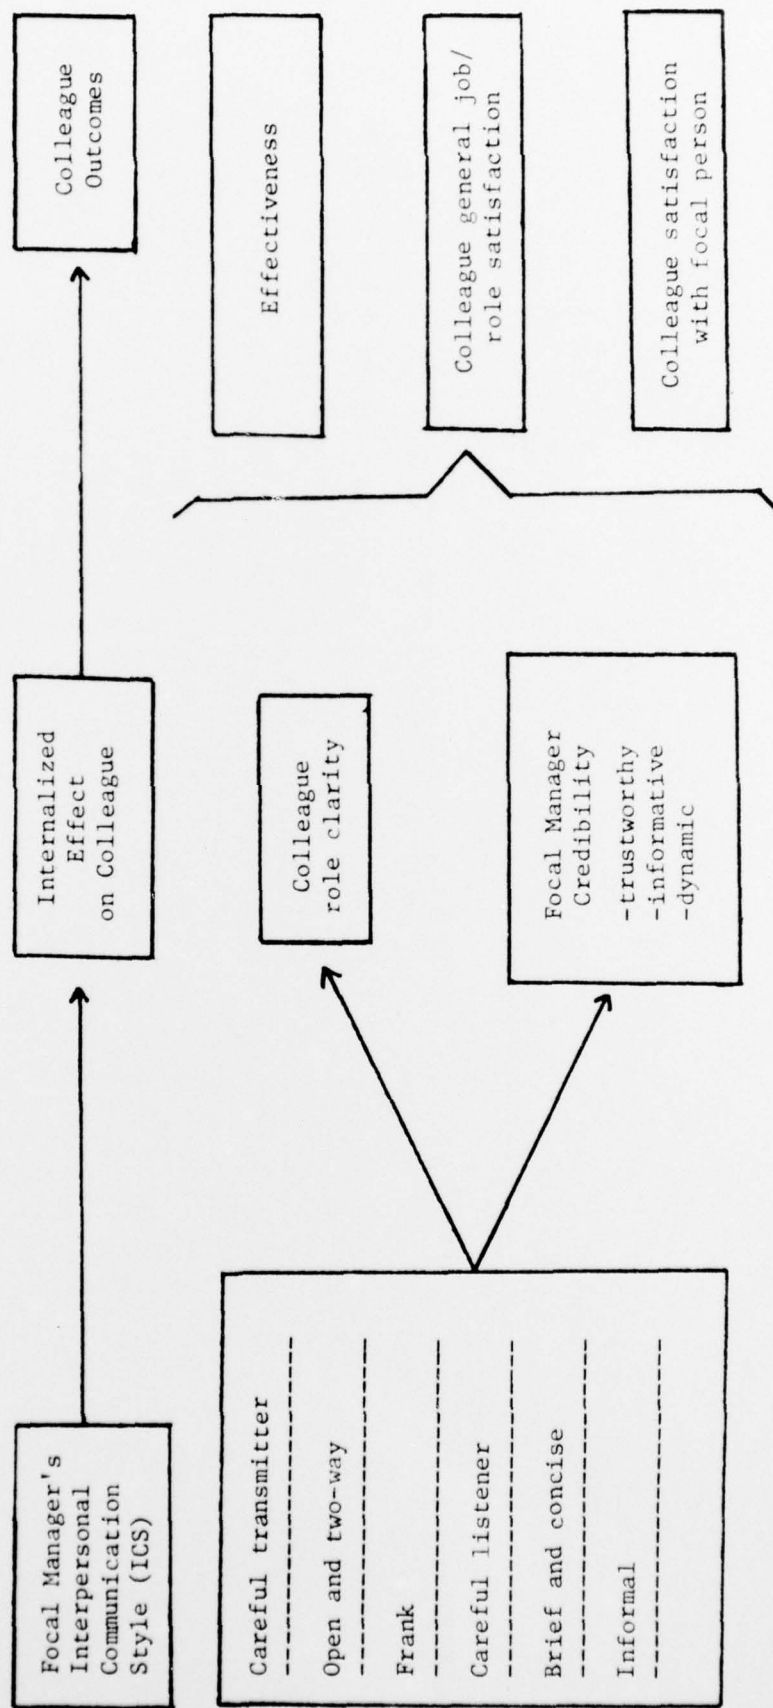 Focal Manager's
Interpersonal
Communication
Style (ICS)
Internalized
Effect
on Colleague
Colleague
Outcomes
Careful transmitter
Open and two-way
Frank
Careful listener
Brief and concise
Informal
Colleague
role clarity
Focal Manager
Credibility
-trustworthy
-informative
-dynamic
Effectiveness
Colleague general job/
role satisfaction
Colleague satisfaction
with focal person